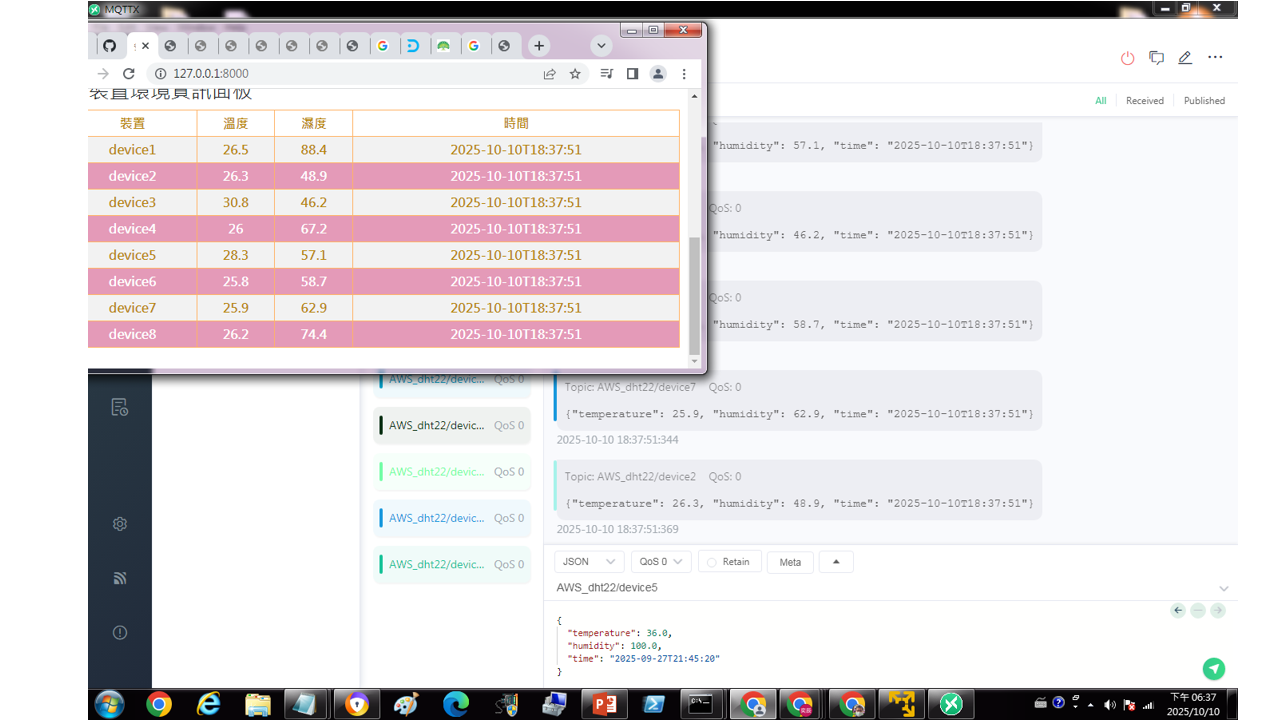 MQTTX
127.0.0.1:8000
裝置環境資訊面板
裝置 溫度 濕度 時間
device1 26.5 88.4 2025-10-10T18:37:51
device2 26.3 48.9 2025-10-10T18:37:51
device3 30.8 46.2 2025-10-10T18:37:51
device4 26 67.2 2025-10-10T18:37:51
device5 28.3 57.1 2025-10-10T18:37:51
device6 25.8 58.7 2025-10-10T18:37:51
device7 25.9 62.9 2025-10-10T18:37:51
device8 26.2 74.4 2025-10-10T18:37:51
All Received Published
"humidity": 57.1, "time": "2025-10-10T18:37:51"}
QoS: 0
"humidity": 46.2, "time": "2025-10-10T18:37:51"}
QoS: 0
"humidity": 58.7, "time": "2025-10-10T18:37:51"}
AWS_dht22/devic... QoS 0
AWS_dht22/devic... QoS 0
AWS_dht22/devic... QoS 0
AWS_dht22/devic... QoS 0
AWS_dht22/devic... QoS 0
Topic: AWS_dht22/device7 QoS: 0
{"temperature": 25.9, "humidity": 62.9, "time": "2025-10-10T18:37:51"}
2025-10-10 18:37:51:344
Topic: AWS_dht22/device2 QoS: 0
{"temperature": 26.3, "humidity": 48.9, "time": "2025-10-10T18:37:51"}
2025-10-10 18:37:51:369
JSON QoS 0 Retain Meta
AWS_dht22/device5
{
"temperature": 36.0,
"humidity": 100.0,
"time": "2025-09-27T21:45:20"
}
下午 06:37
2025/10/10